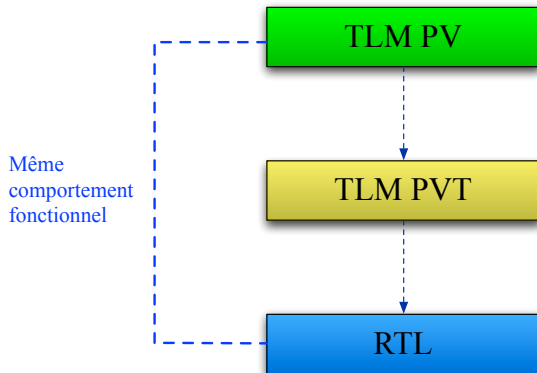 TLM PV
Même
comportement
fonctionnel
TLM PVT
RTL